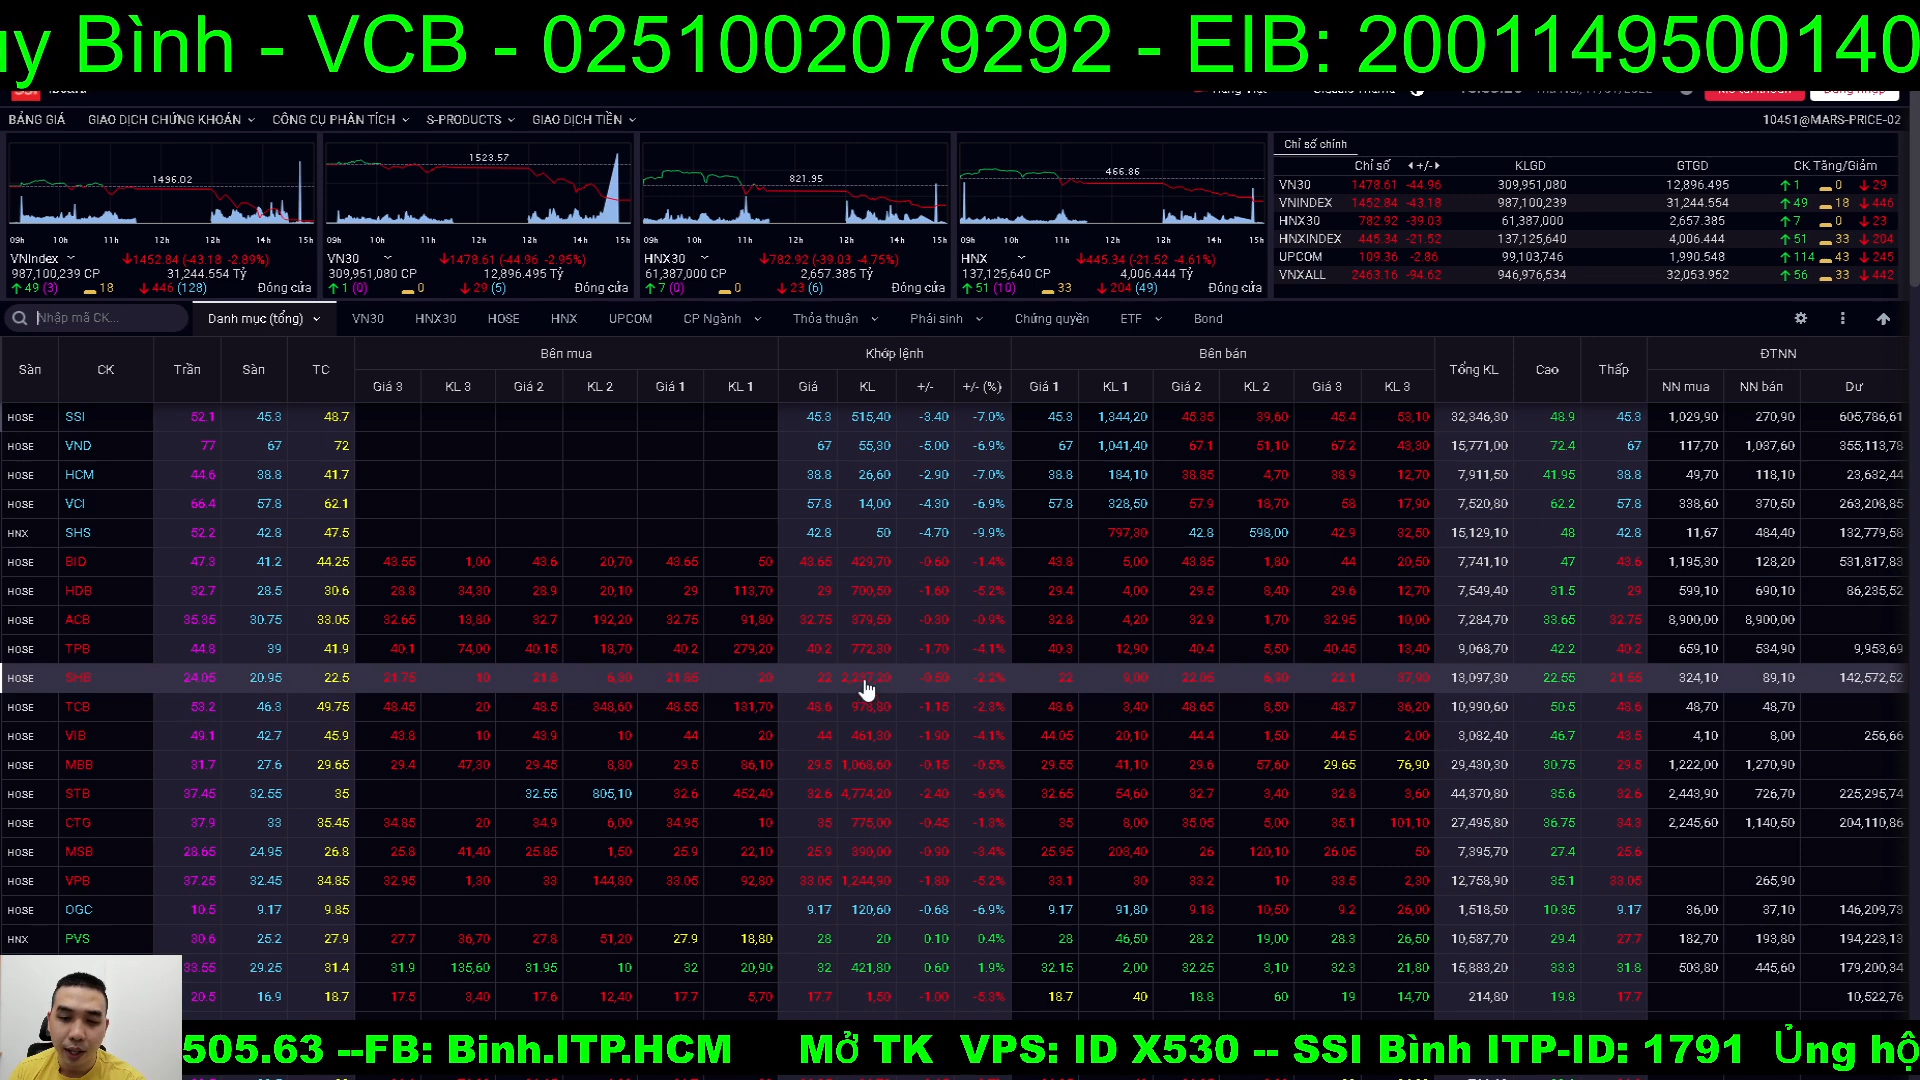 uy Bình - VCB - 0251002079292 - EIB: 2001149500140
BẢNG GIÁ GIAO DỊCH CHỨNG KHOÁN CÔNG CỤ PHÂN TÍCH S-PRODUCTS GIAO DỊCH TIỀN 10451@MARS-PRICE-02
1496.02 1523.57 821.95 466.86
Chỉ số chính
Chỉ số +/- KLGD GTGD CK Tăng/Giảm
VN30 1478.61 -44.96 309,951,080 12,896.495 1 0 29
VNINDEX 1452.84 -43.18 987,100,239 31,244.554 49 18 446
HNX30 782.92 -39.03 61,387,000 2,657.385 7 0 23
HNXINDEX 445.34 -21.52 137,125,640 4,006.444 51 33 204
UPCOM 109.36 -2.86 99,103,746 1,990.548 114 43 245
VNXALL 2463.16 -94.62 946,976,534 32,053.952 56 33 442
09h 10h 11h 12h 13h 14h 15h 09h 10h 11h 12h 13h 14h 15h 09h 10h 11h 12h 13h 14h 15h 09h 10h 11h 12h 13h 14h 15h
VNIndex 1452.84 (-43.18 -2.89%) VN30 1478.61 (-44.96 -2.95%) HNX30 782.92 (-39.03 -4.75%) HNX 445.34 (-21.52 -4.61%)
987,100,239 CP 31,244.554 Tỷ 309,951,080 CP 12,896.495 Tỷ 61,387,000 CP 2,657.385 Tỷ 137,125,640 CP 4,006.444 Tỷ
49 (3) 18 446 (128) Đóng cửa 1 (0) 0 29 (5) Đóng cửa 7 (0) 0 23 (6) Đóng cửa 51 (10) 33 204 (49) Đóng cửa
Nhập mã CK... Danh mục (tổng) VN30 HNX30 HOSE HNX UPCOM CP Ngành Thỏa thuận Phái sinh Chứng quyền ETF Bond
Sàn CK Trần Sàn TC Bên mua Khớp lệnh Bên bán Tổng KL Cao Thấp ĐTNN
Giá 3 KL 3 Giá 2 KL 2 Giá 1 KL 1 Giá KL +/- +/- (%) Giá 1 KL 1 Giá 2 KL 2 Giá 3 KL 3 NN mua NN bán Dư
HOSE SSI 52.1 45.3 48.7 45.3 515,40 -3.40 -7.0% 45.3 1,344,20 45.35 39,60 45.4 53,10 32,346,30 48.9 45.3 1,029,90 270,90 605,786,61
HOSE VND 77 67 72 67 55,30 -5.00 -6.9% 67 1,041,40 67.1 51,10 67.2 43,30 15,771,00 72.4 67 117,70 1,037,60 355,113,78
HOSE HCM 44.6 38.8 41.7 38.8 26,60 -2.90 -7.0% 38.8 184,10 38.85 4,70 38.9 12,70 7,911,50 41.95 38.8 49,70 118,10 23,632,44
HOSE VCI 66.4 57.8 62.1 57.8 14,00 -4.30 -6.9% 57.8 328,50 57.9 18,70 58 17,90 7,520,80 62.2 57.8 338,60 370,50 263,208,85
HNX SHS 52.2 42.8 47.5 42.8 50 -4.70 -9.9% 797,30 42.8 598,00 42.9 32,50 15,129,10 48 42.8 11,67 484,40 132,779,58
HOSE BID 47.3 41.2 44.25 43.55 1,00 43.6 20,70 43.65 50 43.65 429,70 -0.60 -1.4% 43.8 5,00 43.85 1,80 44 20,50 7,741,10 47 43.6 1,195,30 128,20 531,817,83
HOSE HDB 32.7 28.5 30.6 28.8 34,30 28.9 20,10 29 113,70 29 700,50 -1.60 -5.2% 29.4 4,00 29.5 8,40 29.6 12,70 7,549,40 31.5 29 599,10 690,10 86,235,52
HOSE ACB 35.35 30.75 33.05 32.65 13,80 32.7 192,20 32.75 91,80 32.75 379,50 -0.30 -0.9% 32.8 4,20 32.9 1,70 32.95 10,00 7,284,70 33.65 32.75 8,900,00 8,900,00
HOSE TPB 44.8 39 41.9 40.1 74,00 40.15 18,70 40.2 279,20 40.2 772,30 -1.70 -4.1% 40.3 12,90 40.4 5,50 40.45 13,40 9,068,70 42.2 40.2 659,10 534,90 9,953,69
HOSE SHB 24.05 20.95 22.5 21.75 10 21.8 6,30 21.85 20 22 -0.50 -2.2% 22 9,00 22.05 6,90 22.1 37,90 13,097,30 22.55 21.55 324,10 89,10 142,572,52
HOSE TCB 53.2 46.3 49.75 48.45 20 48.5 348,60 48.55 131,70 48.6 978,80 -1.15 -2.3% 48.6 3,40 48.65 8,50 48.7 36,20 10,990,60 50.5 48.6 48,70 48,70
HOSE VIB 49.1 42.7 45.9 43.8 10 43.9 10 44 20 44 461,30 -1.90 -4.1% 44.05 20,10 44.4 1,50 44.5 2,00 3,082,40 46.7 43.5 4,10 8,00 256,66
HOSE MBB 31.7 27.6 29.65 29.4 47,30 29.45 8,80 29.5 86,10 29.5 1,068,60 -0.15 -0.5% 29.55 41,10 29.6 57,60 29.65 76,90 29,430,30 30.75 29.5 1,222,00 1,270,90
HOSE STB 37.45 32.55 35 32.55 805,10 32.6 452,40 32.6 4,774,20 -2.40 -6.9% 32.65 54,60 32.7 3,40 32.8 3,60 44,370,80 35.6 32.6 2,443,90 726,70 225,295,74
HOSE CTG 37.9 33 35.45 34.85 20 34.9 6,00 34.95 10 35 775,00 -0.45 -1.3% 35 8,00 35.05 5,00 35.1 101,10 27,495,80 36.75 34.3 2,245,60 1,140,50 204,110,86
HOSE MSB 28.65 24.95 26.8 25.8 41,40 25.85 1,50 25.9 22,10 25.9 390,00 -0.90 -3.4% 25.95 203,40 26 120,10 26.05 50 7,395,70 27.4 25.6
HOSE VPB 37.25 32.45 34.85 32.95 1,30 33 144,80 33.05 92,80 33.05 1,244,90 -1.80 -5.2% 33.1 30 33.2 10 33.5 2,30 12,758,90 35.1 33.05 265,90
HOSE OGC 10.5 9.17 9.85 9.17 120,60 -0.68 -6.9% 9.17 91,80 9.18 10,50 9.2 26,00 1,518,50 10.35 9.17 36,00 37,10 146,209,73
HNX PVS 30.6 25.2 27.9 27.7 36,70 27.8 51,20 27.9 18,80 28 20 0.10 0.4% 28 46,50 28.2 19,00 28.3 26,50 10,587,70 29.4 27.7 182,70 193,80 194,223,13
33.55 29.25 31.4 31.9 135,60 31.95 10 32 20,90 32 421,80 0.60 1.9% 32.15 2,00 32.25 3,10 32.3 21,80 15,883,20 33.3 31.8 503,80 445,60 179,200,34
20.5 16.9 18.7 17.5 3,40 17.6 12,40 17.7 5,70 17.7 1,50 -1.00 -5.3% 18.7 40 18.8 60 19 14,70 214,80 19.8 17.7 10,522,76
505.63 --FB: Binh.ITP.HCM Mở TK VPS: ID X530 -- SSI Bình ITP-ID: 1791 Ủng hộ